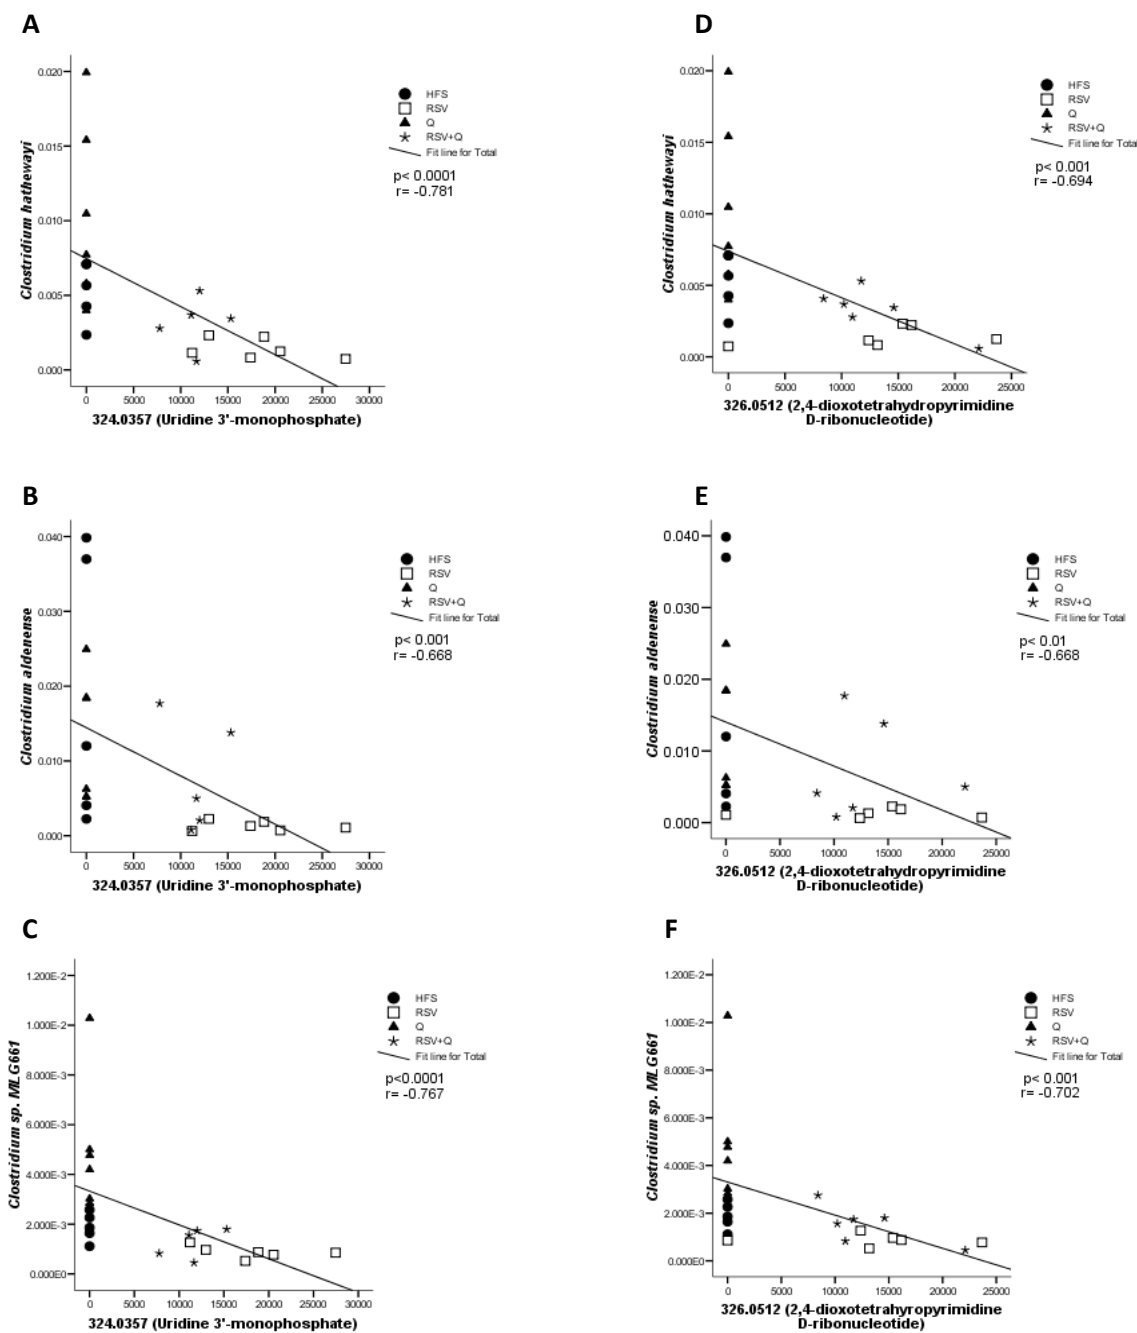 A
0.020
0.015
0.010
0.005
0.000
Clostridium hathewayi
HFS
RSV
Q
RSV+Q
Fit line for Total
p< 0.0001
r= -0.781
0 5000 10000 15000 20000 25000 30000
324.0357 (Uridine 3'-monophosphate)
D
0.020
0.015
0.010
0.005
0.000
Clostridium hathewayi
HFS
RSV
Q
RSV+Q
Fit line for Total
p< 0.001
r= -0.694
0 5000 10000 15000 20000 25000
326.0512 (2,4-dioxotetrahydropyrimidine
D-ribonucleotide)
B
0.040
0.030
0.020
0.010
0.000
Clostridium aldenense
HFS
RSV
Q
RSV+Q
Fit line for Total
p< 0.001
r= -0.668
0 5000 10000 15000 20000 25000 30000
324.0357 (Uridine 3'-monophosphate)
E
0.040
0.030
0.020
0.010
0.000
Clostridium aldenense
HFS
RSV
Q
RSV+Q
Fit line for Total
p< 0.01
r= -0.668
0 5000 10000 15000 20000 25000
326.0512 (2,4-dioxotetrahydropyrimidine
D-ribonucleotide)
C
1.200E-2
1.000E-2
8.000E-3
6.000E-3
4.000E-3
2.000E-3
0.000E0
Clostridium sp. MLG661
HFS
RSV
Q
RSV+Q
Fit line for Total
p<0.0001
r= -0.767
0 5000 10000 15000 20000 25000 30000
324.0357 (Uridine 3'-monophosphate)
F
1.200E-2
1.000E-2
8.000E-3
6.000E-3
4.000E-3
2.000E-3
0.000E0
Clostridium sp. MLG661
HFS
RSV
Q
RSV+Q
Fit line for Total
p< 0.001
r= -0.702
0 5000 10000 15000 20000 25000
326.0512 (2,4-dioxotetrahyropyrimidine
D-ribonucleotide)